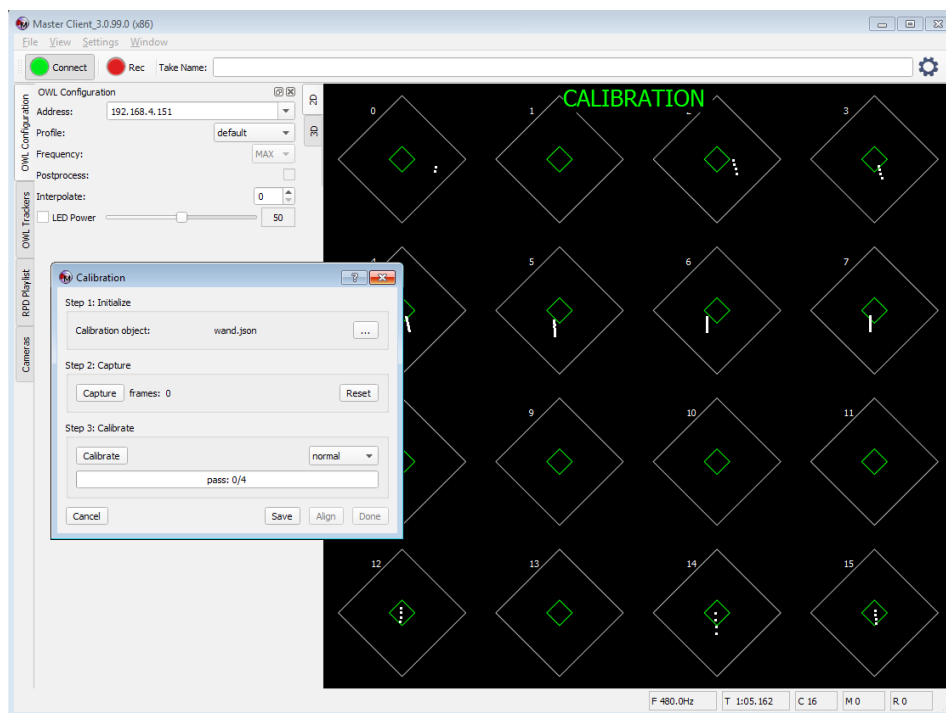 Master Client_3.0.99.0 (x86)
File View Settings Window
Connect Rec Take Name:
OWL Configuration
OWL Trackers
RPD Playlist
Cameras
OWL Configuration
Address: 192.168.4.151
Profile: default
Frequency: MAX
Postprocess:
Interpolate: 0
LED Power 50
2D
3D
CALIBRATION
0 1 2 3
4 5 6 7
9 10 11
12 13 14 15
Calibration
Step 1: Initialize
Calibration object: wand.json ...
Step 2: Capture
Capture frames: 0 Reset
Step 3: Calibrate
Calibrate normal
pass: 0/4
Cancel Save Align Done
F 480.0Hz T 1:05.162 C 16 M 0 R 0